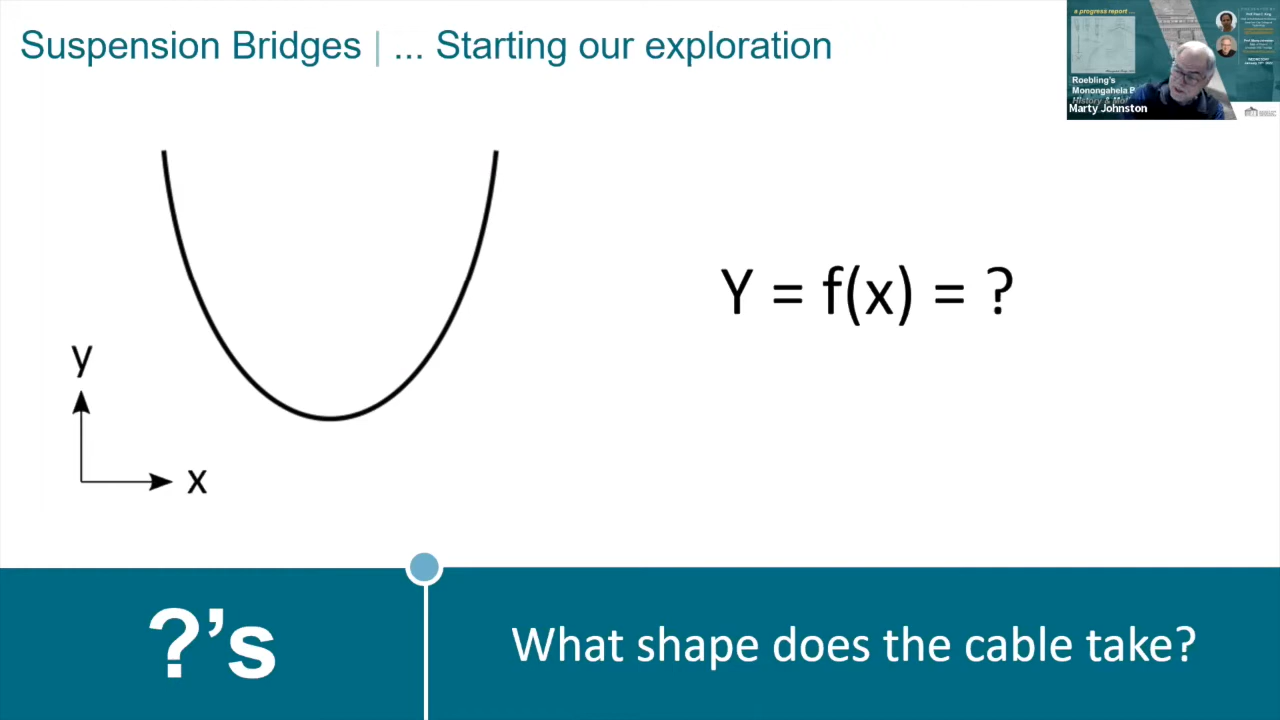 Suspension Bridges | ... Starting our exploration
a progress report ...
Roebling's
Monongahela
Marty Johnston
Y = f(x) = ?
y
x
?'s
What shape does the cable take?